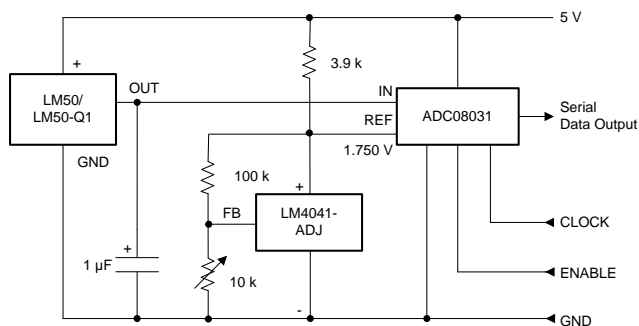 5 V
+
3.9 k
LM50/
LM50-Q1
OUT
IN
ADC08031
Serial
Data Output
REF
1.750 V
GND
100 k
+
FB
LM4041-
ADJ
CLOCK
+
1 µF
10 k
ENABLE
-
GND